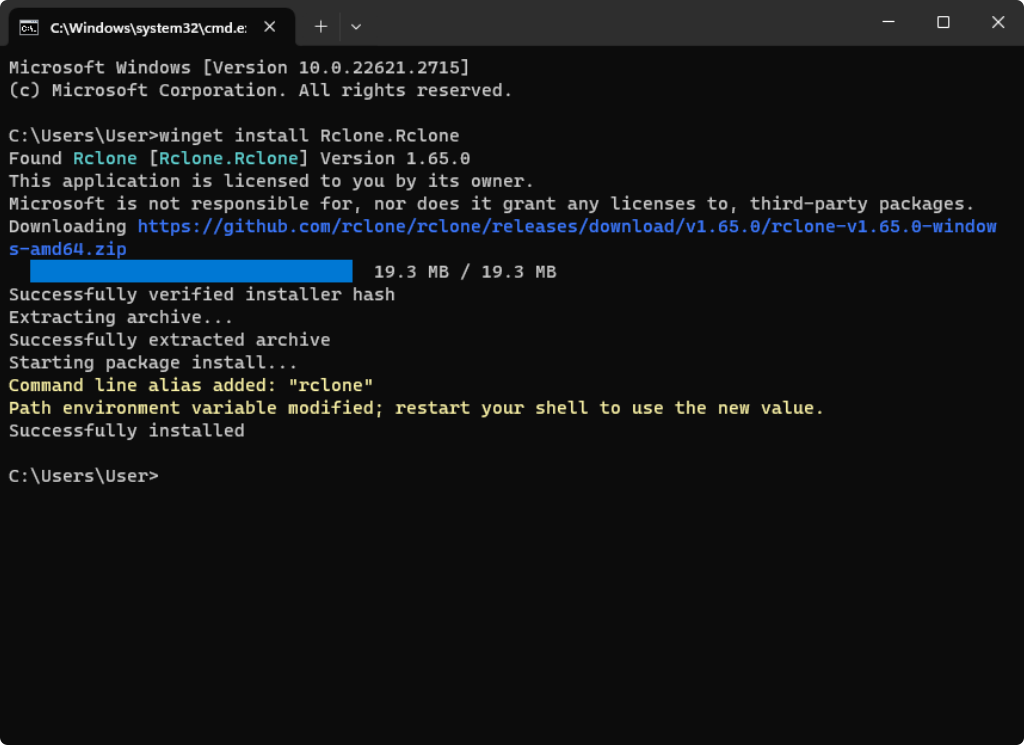 C:\Windows\system32\cmd.e:
Microsoft Windows [Version 10.0.22621.2715]
(c) Microsoft Corporation. All rights reserved.
C:\Users\User>winget install Rclone.Rclone
Found Rclone [Rclone.Rclone] Version 1.65.0
This application is licensed to you by its owner.
Microsoft is not responsible for, nor does it grant any licenses to, third-party packages.
Downloading https://github.com/rclone/rclone/releases/download/v1.65.0/rclone-v1.65.0-window
s-amd64.zip
19.3 MB / 19.3 MB
Successfully verified installer hash
Extracting archive...
Successfully extracted archive
Starting package install...
Command line alias added: "rclone"
Path environment variable modified; restart your shell to use the new value.
Successfully installed
C:\Users\User>